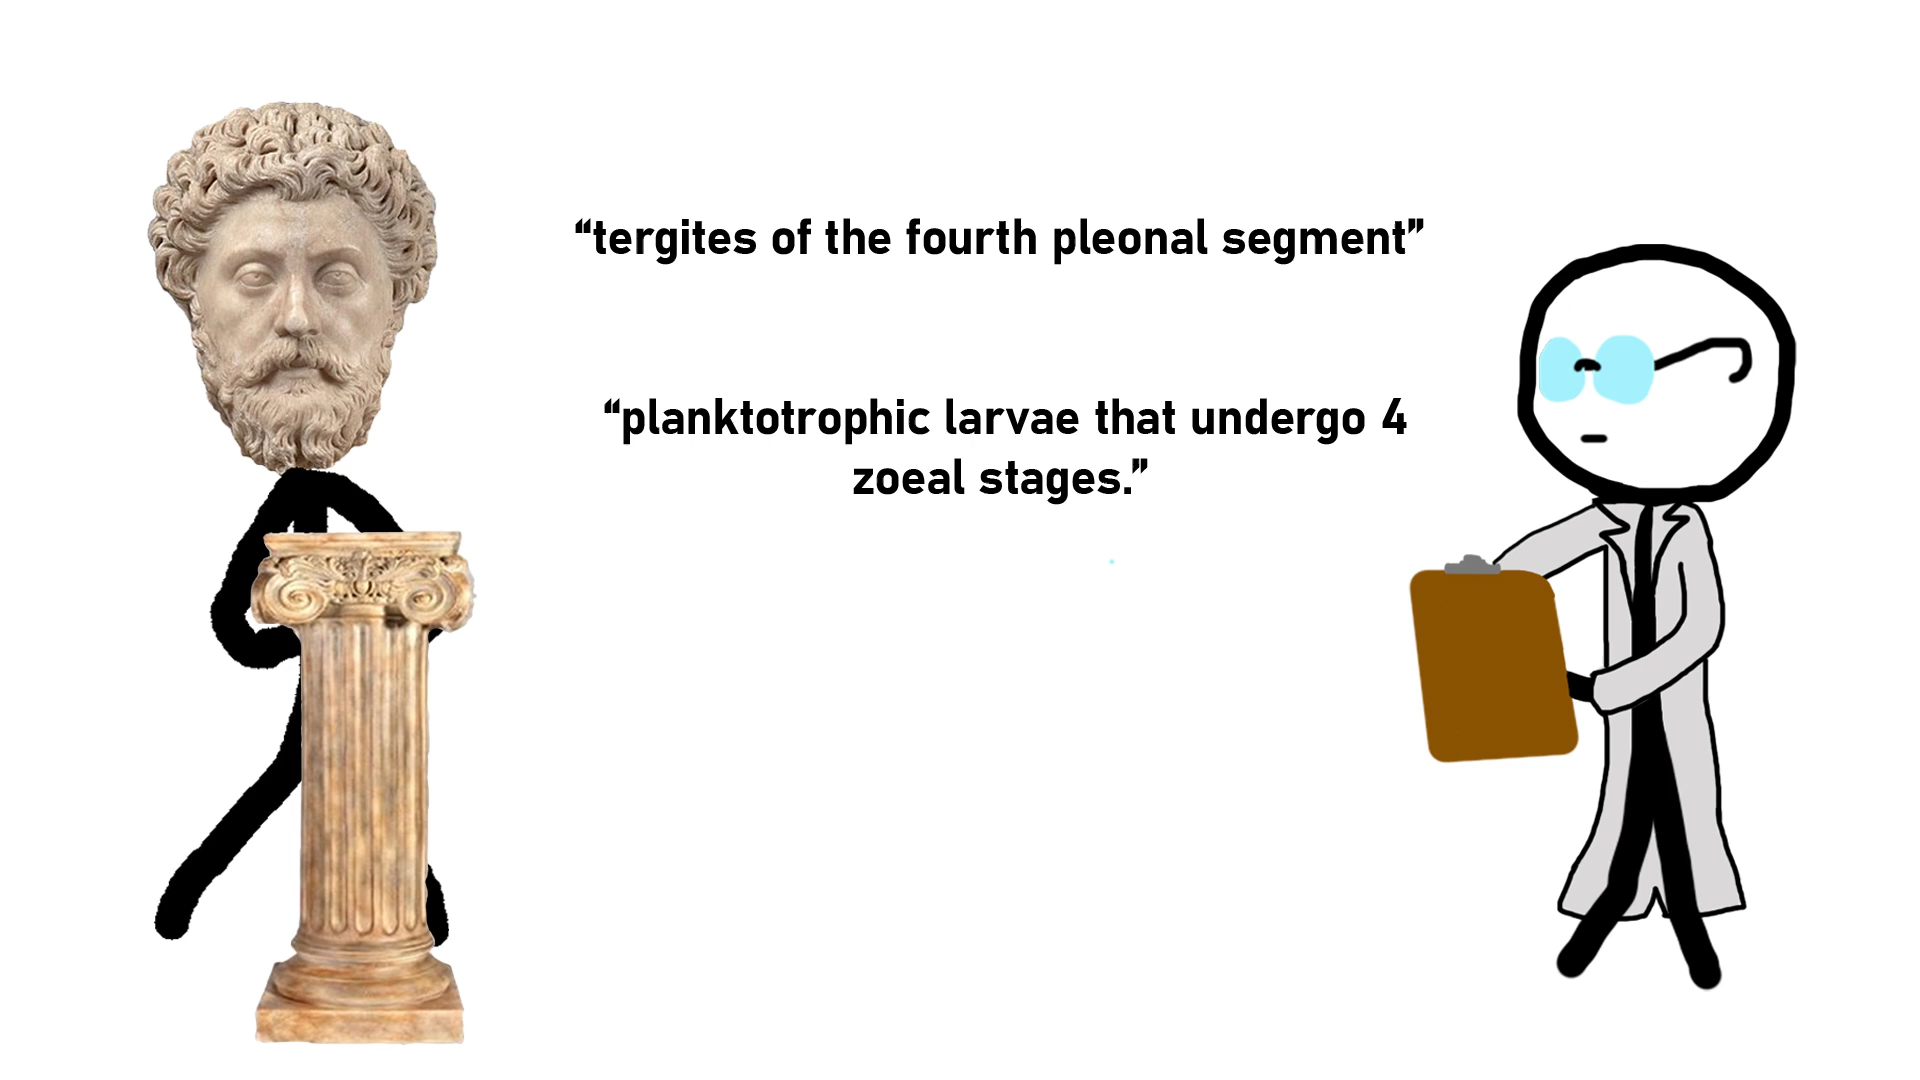 “tergites of the fourth pleonal segment”
“planktotrophic larvae that undergo 4
zoeal stages.”